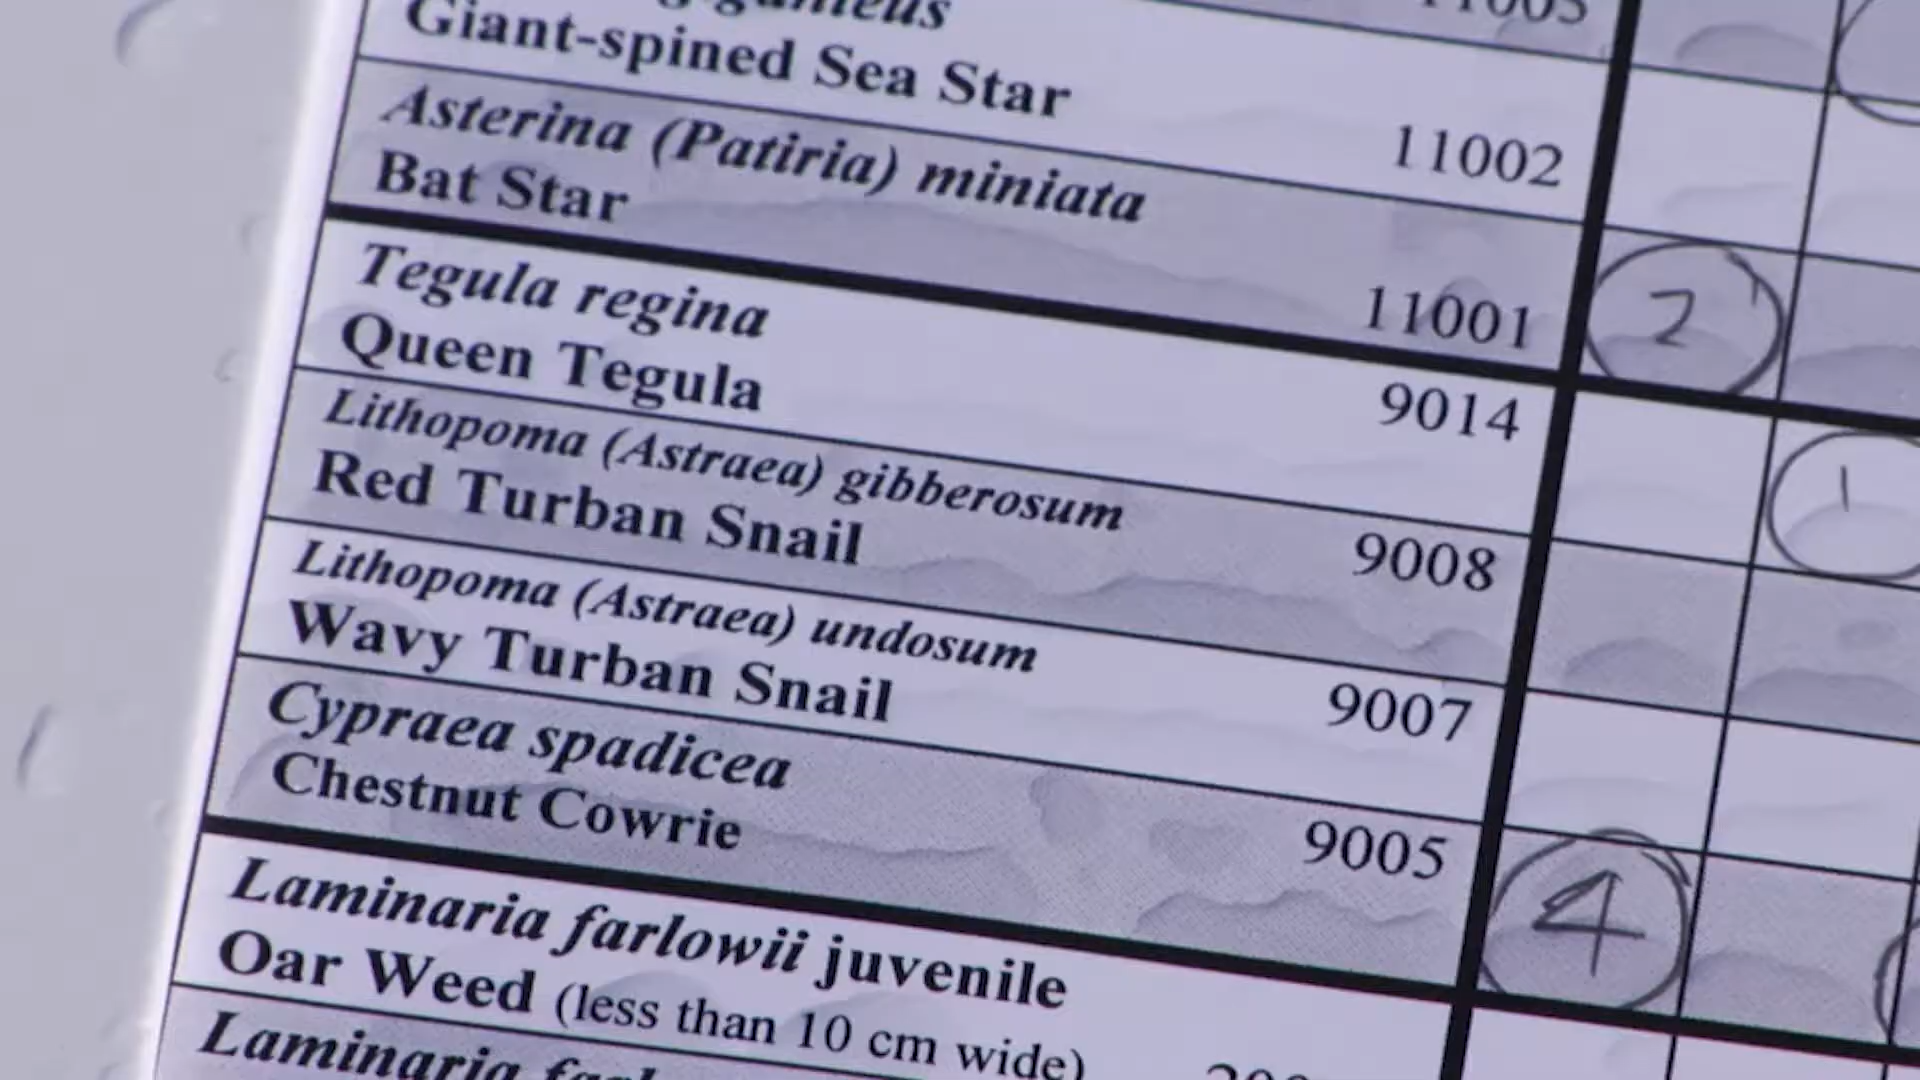 Giant-spined Sea Star 11002
Asterina (Patiria) miniata
Bat Star 11001 2
Tegula regina
Queen Tegula 9014 1
Lithopoma (Astraea) gibberosum
Red Turban Snail 9008
Lithopoma (Astraea) undosum
Wavy Turban Snail 9007
Cypraea spadicea
Chestnut Cowrie 9005 4
Laminaria farlowii juvenile
Oar Weed (less than 10 cm wide)
Laminaria